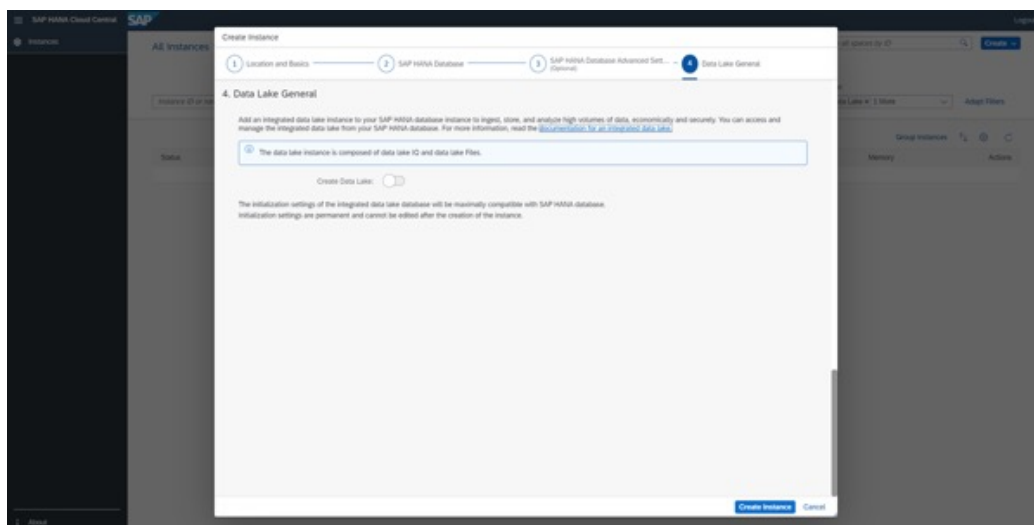 SAP HANA Cloud Central
SAP
Instances
All Instances
Create
Adapt Filters
Group Instances
Status
Memory
Actions
About
Create Instance
1 Location and Basics
2 SAP HANA Database
3 SAP HANA Database Advanced Sett...
(Optional)
4 Data Lake General
4. Data Lake General
Add an integrated data lake instance to your SAP HANA database instance to ingest, store, and analyze high volumes of data, economically and securely. You can access and
manage the integrated data lake from your SAP HANA database. For more information, read the documentation for an integrated data lake.
The data lake instance is composed of data lake IQ and data lake Files.
Create Data Lake:
The initialization settings of the integrated data lake database will be maximally compatible with SAP HANA database.
Initialization settings are permanent and cannot be edited after the creation of the instance.
Create Instance
Cancel